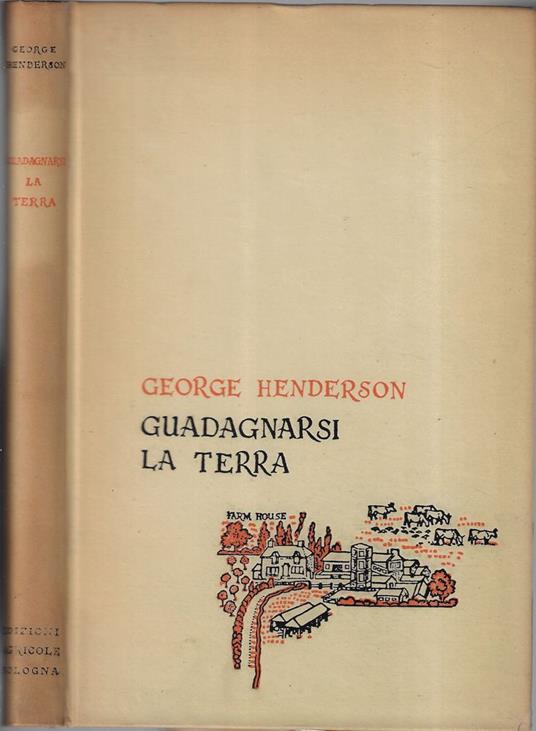 GEORGE
HENDERSON
GUADAGNARSI
LA
TERRA
EDIZIONI
AGRICOLE
BOLOGNA
GEORGE HENDERSON
GUADAGNARSI
LA TERRA
FARM HOUSE